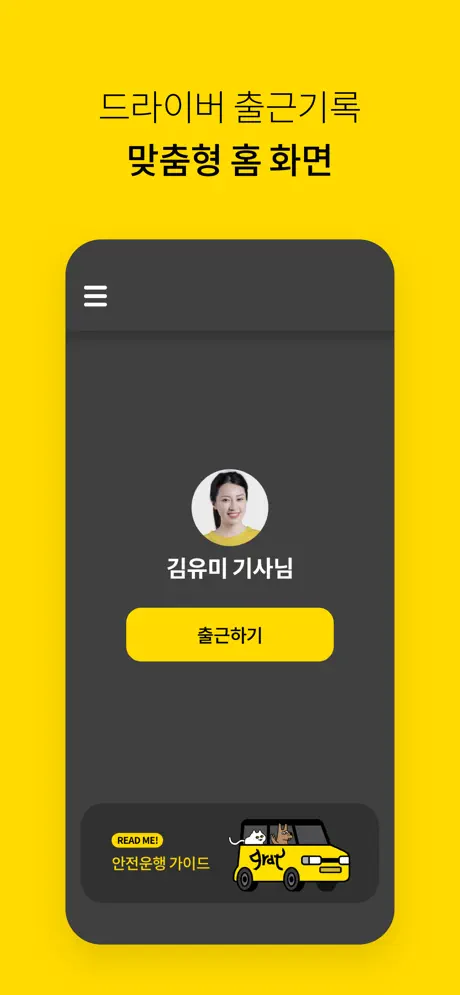 드라이버 출근기록
맞춤형 홈 화면
김유미 기사님
출근하기
READ ME!
안전운행 가이드
grat